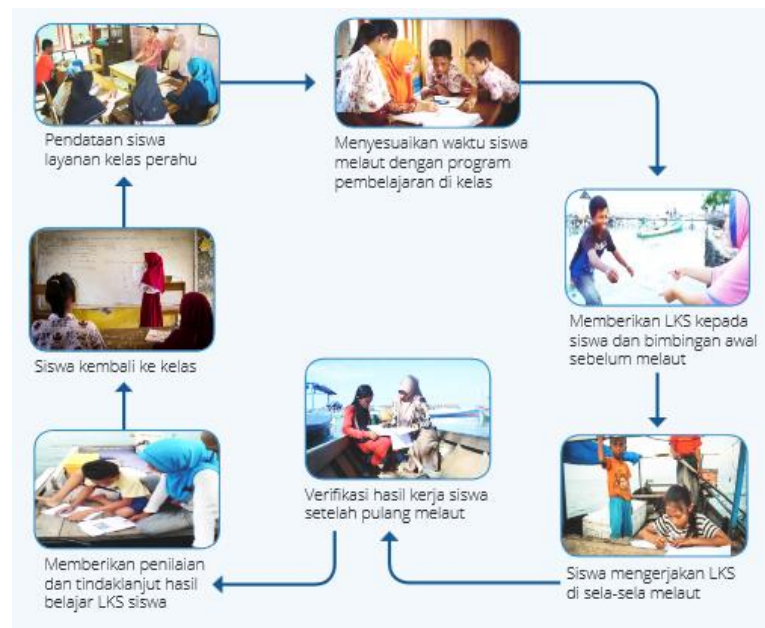 Pendataan siswa
layanan kelas perahu
Menyesuaikan waktu siswa
melaut dengan program
pembelajaran di kelas
Memberikan LKS kepada
siswa dan bimbingan awal
sebelum melaut
Siswa mengerjakan LKS
di sela-sela melaut
Verifikasi hasil kerja siswa
setelah pulang melaut
Memberikan penilaian
dan tindaklanjut hasil
belajar LKS siswa
Siswa kembali ke kelas